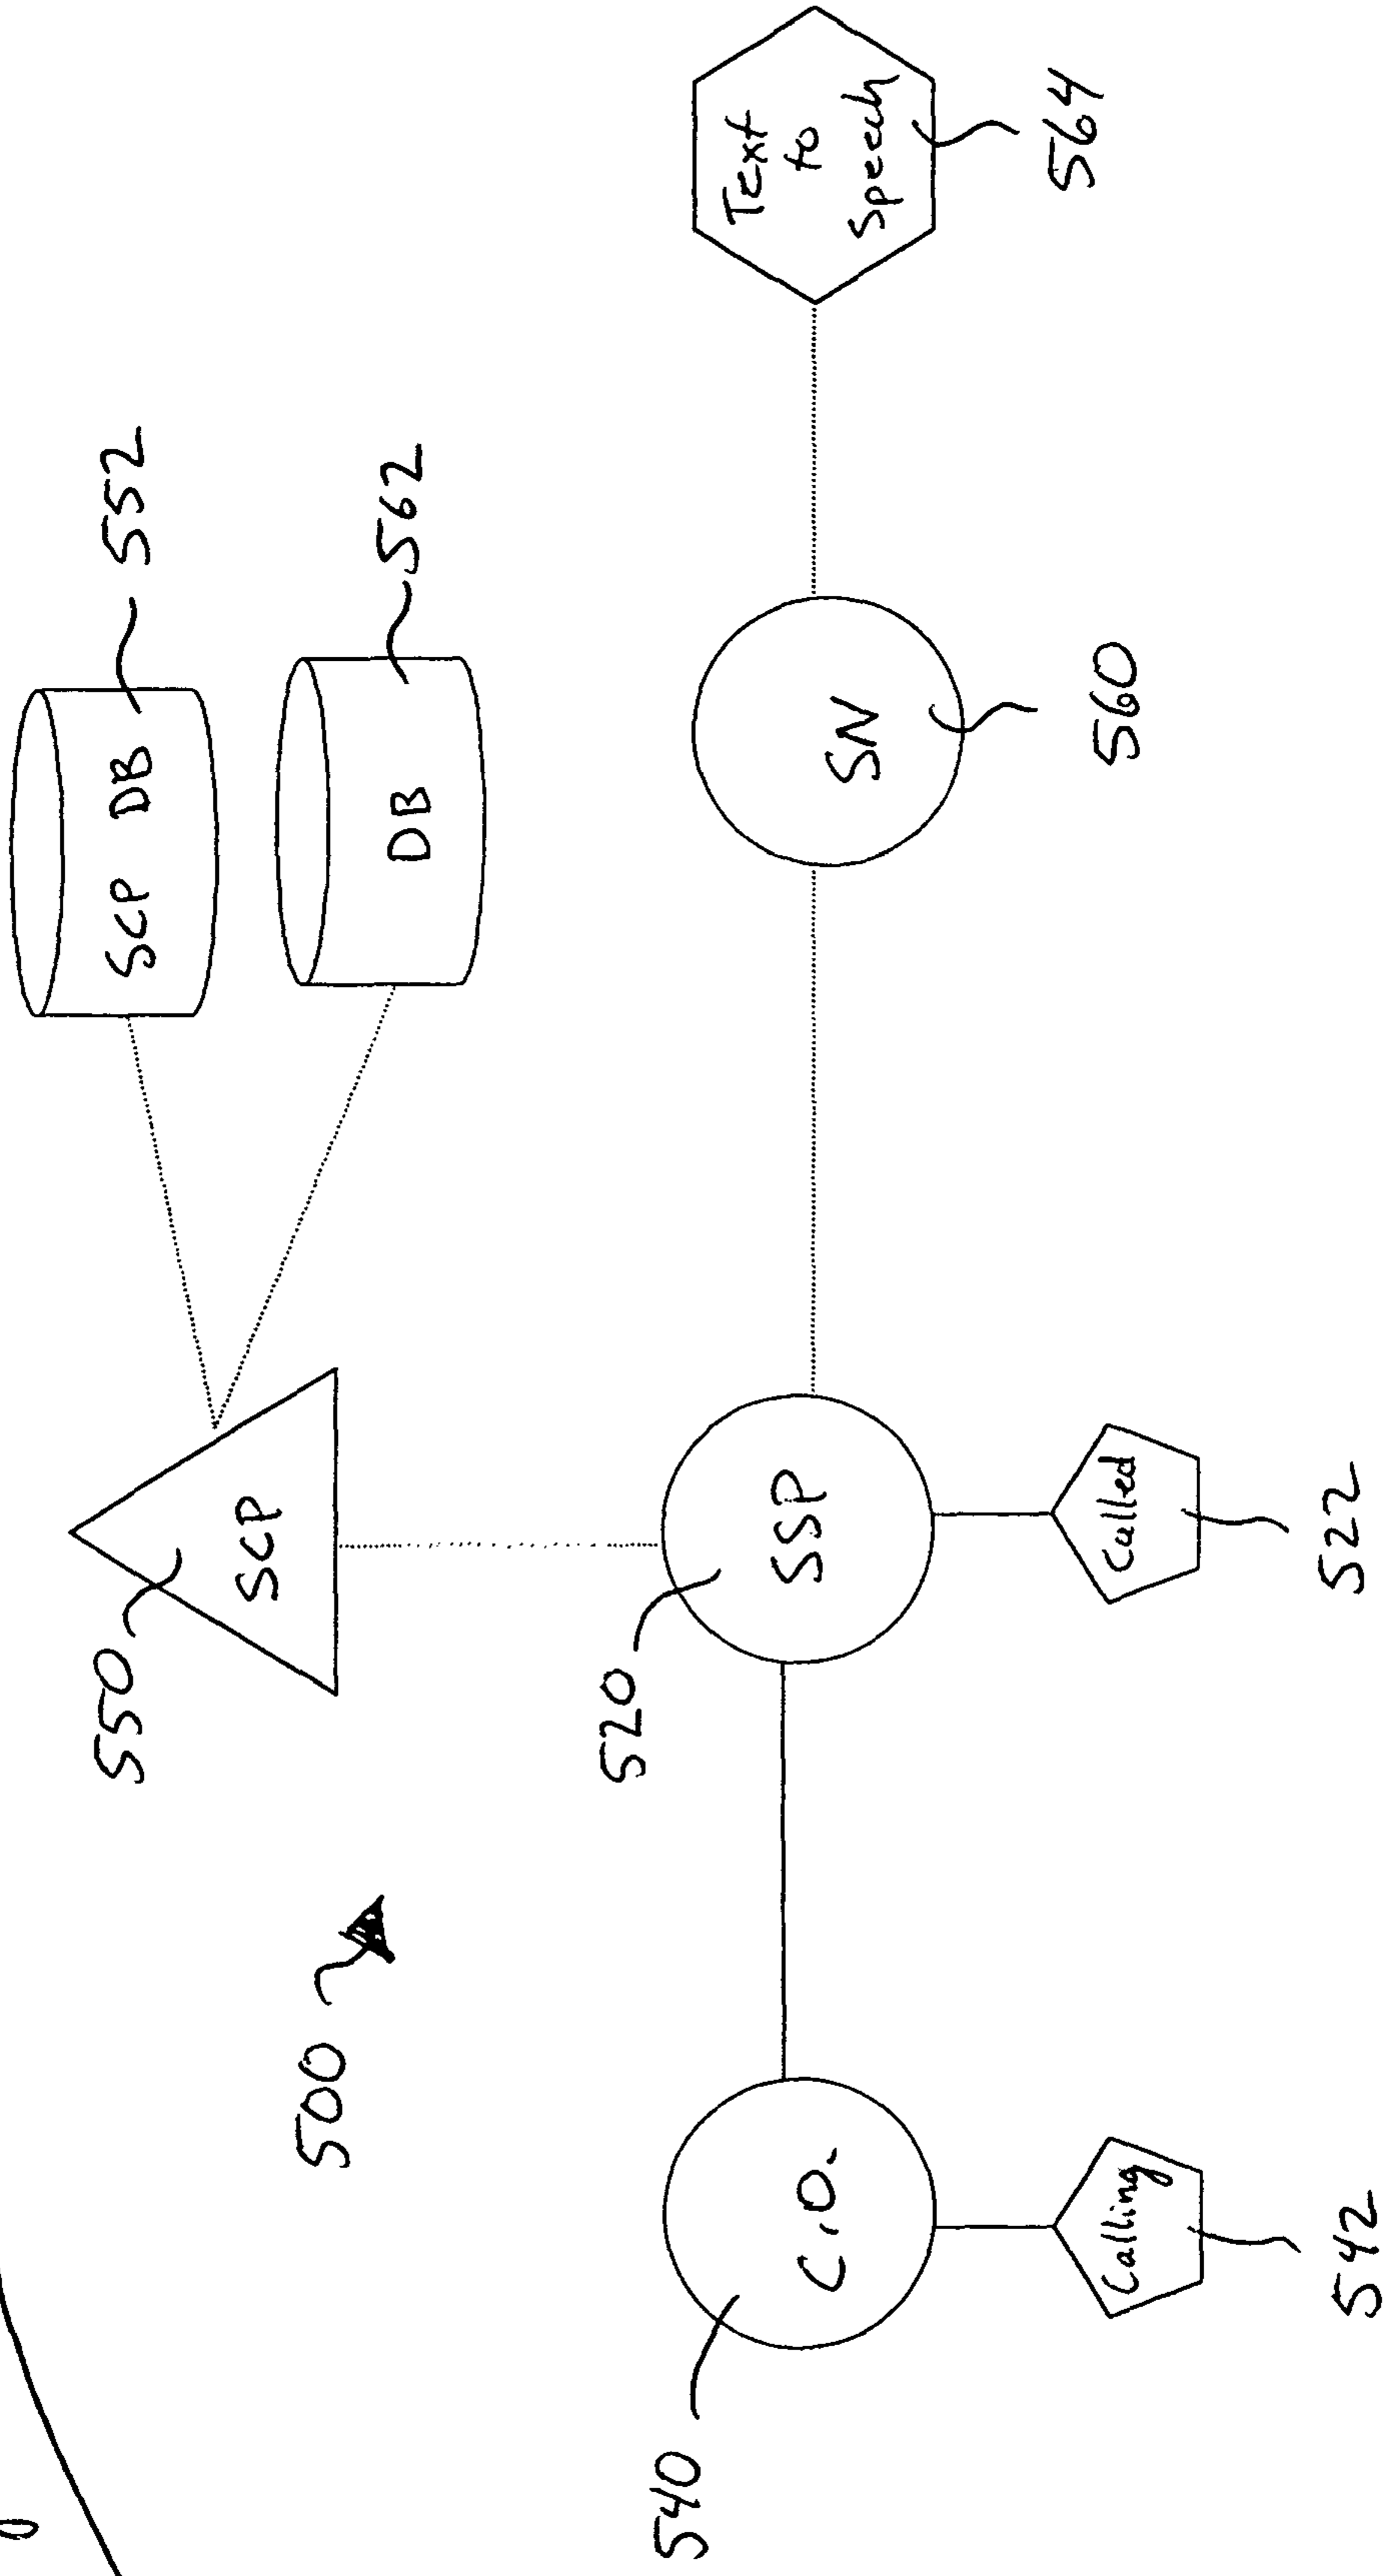 552
SCP DB
562
DB
550
SCP
500
520
SSP
C.O.
540
SN
560
Text
to
Speech
564
Called
522
Calling
542